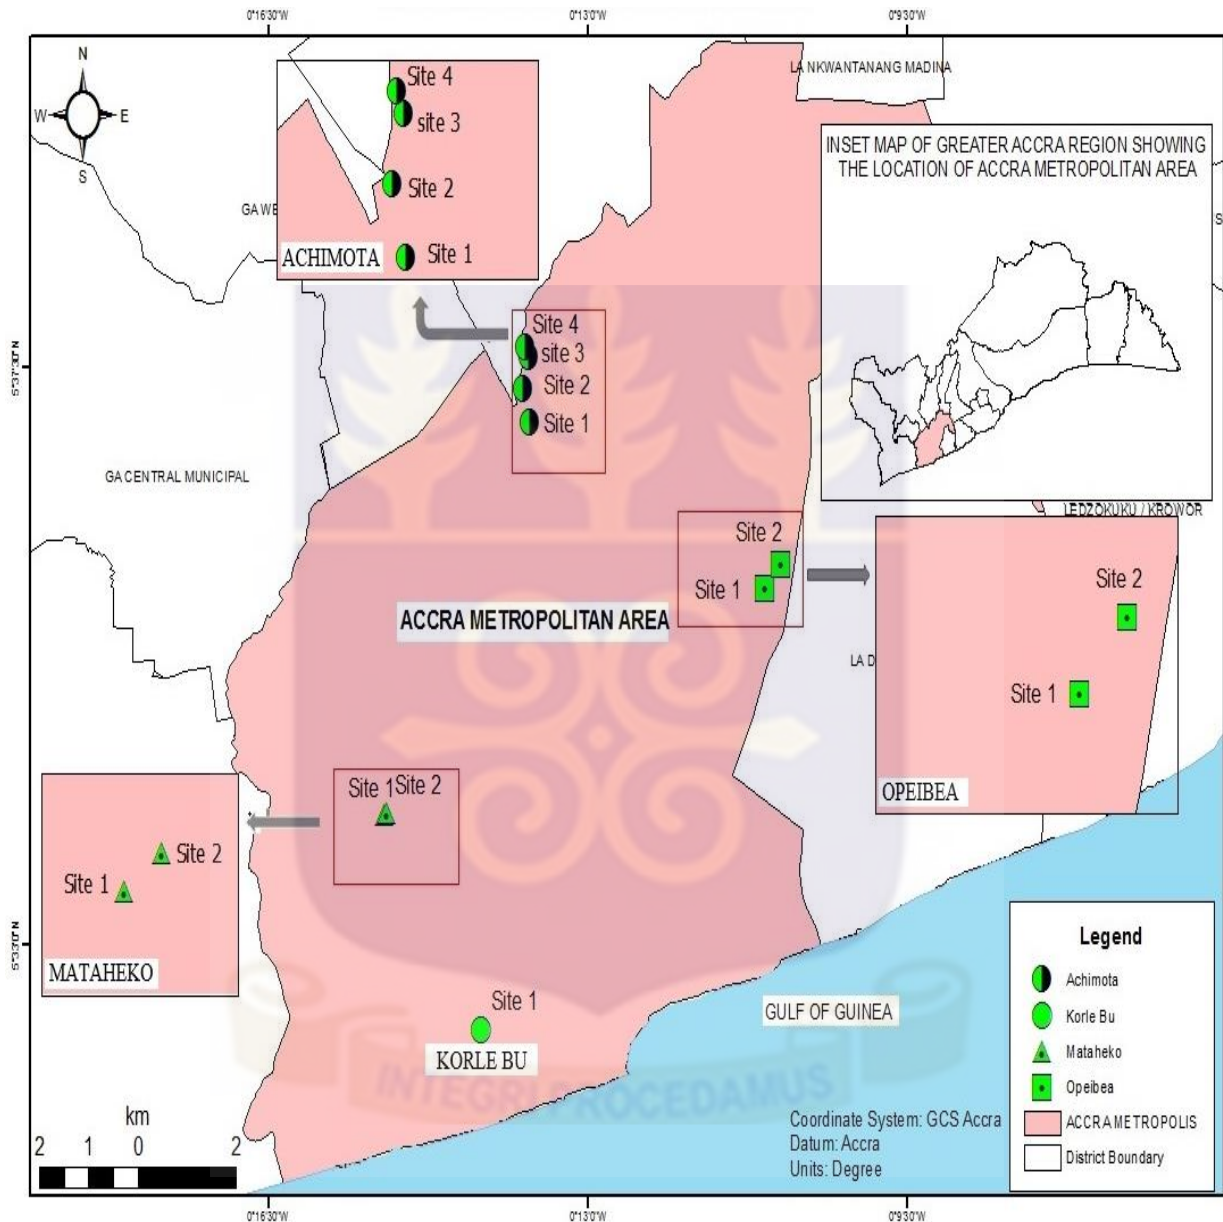 0°16'30"W
0°13'0"W
0°9'30"W
N
W
E
S
Site 4
site 3
Site 2
Site 1
ACHIMOTA
GA WE
LA NKWANTANANG MADINA
INSET MAP OF GREATER ACCRA REGION SHOWING
THE LOCATION OF ACCRA METROPOLITAN AREA
S
Site 4
site 3
Site 2
Site 1
5°37'30"N
GA CENTRAL MUNICIPAL
LEDZOKUKU / KROWOR
Site 2
Site 1
ACCRA METROPOLITAN AREA
LA D
Site 2
Site 1
OPEIBEA
Site 1
Site 2
Site 2
Site 1
MATAHEKO
5°33'0"N
Site 1
KORLE BU
GULF OF GUINEA
INTEGRI PROCEDAMUS
Legend
Achimota
Korle Bu
Mataheko
Opeibea
ACCRA METROPOLIS
District Boundary
Coordinate System: GCS Accra
Datum: Accra
Units: Degree
km
2 1 0 2
0°16'30"W
0°13'0"W
0°9'30"W